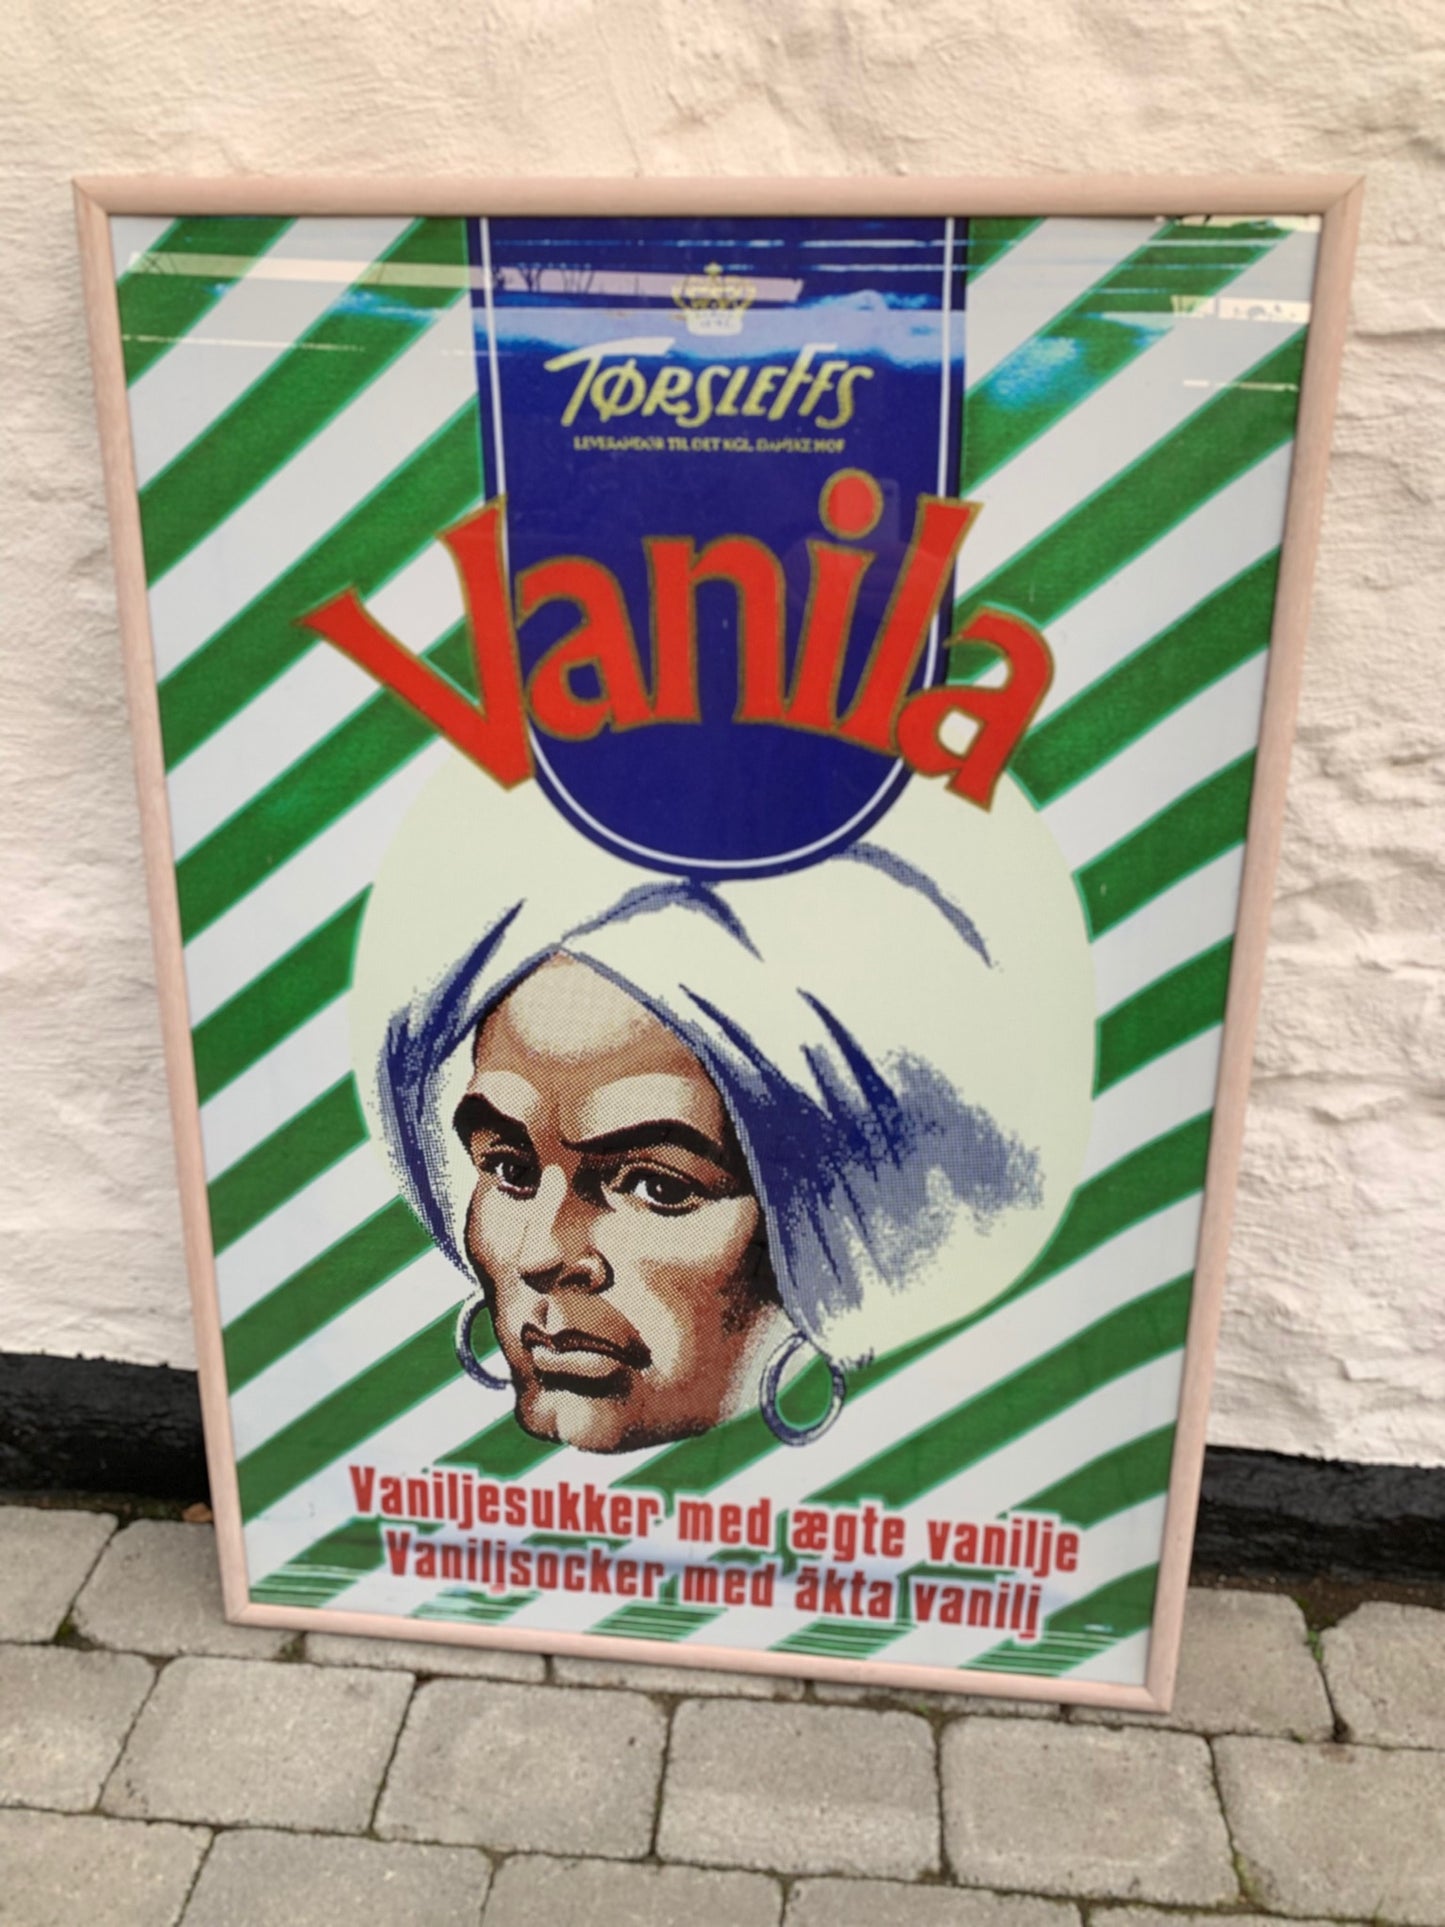 TØRSLEFFS
LEVERANDØR TIL DET KGL. DANSKE HOF
Vanila
Vaniljesukker med ægte vanilje
Vaniljsocker med äkta vanilj